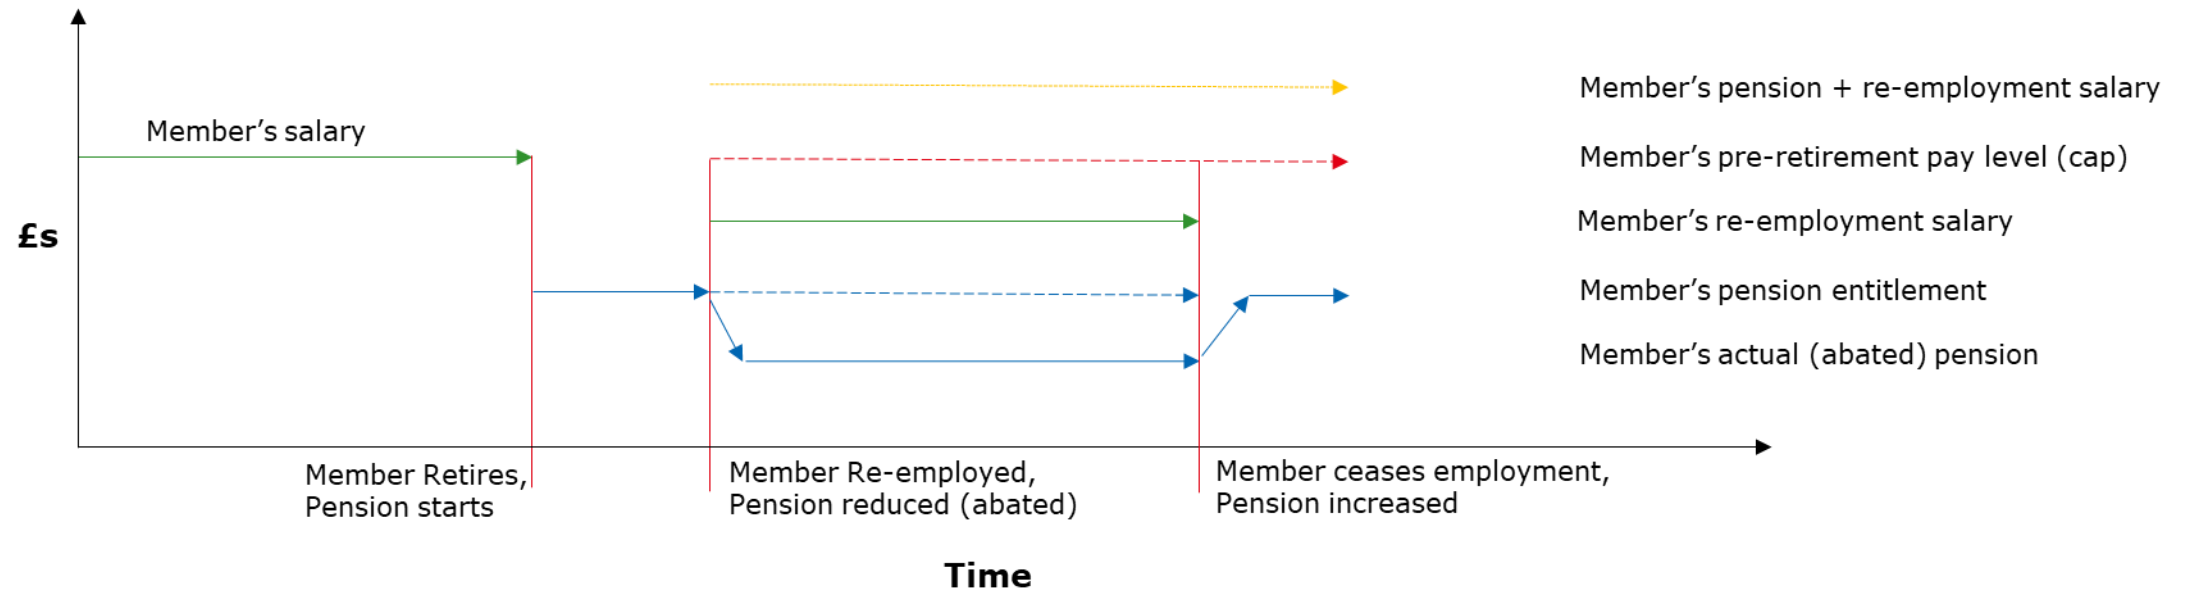 Member’s pension + re-employment salary
Member’s salary
Member’s pre-retirement pay level (cap)
Member’s re-employment salary
£s
Member’s pension entitlement
Member’s actual (abated) pension
Member Retires,
Pension starts
Member Re-employed,
Pension reduced (abated)
Member ceases employment,
Pension increased
Time